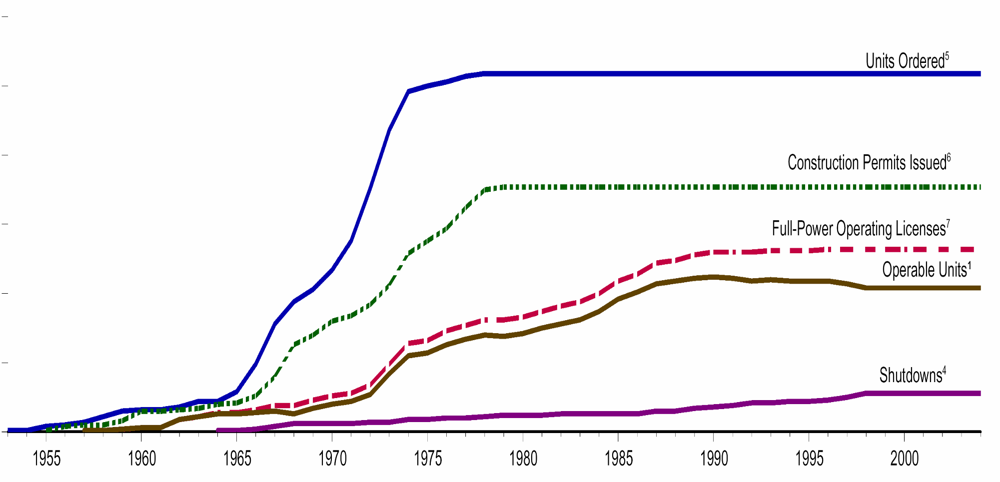 Units Ordered⁵
Construction Permits Issued⁶
Full-Power Operating Licenses⁷
Operable Units¹
Shutdowns⁴
1955 1960 1965 1970 1975 1980 1985 1990 1995 2000